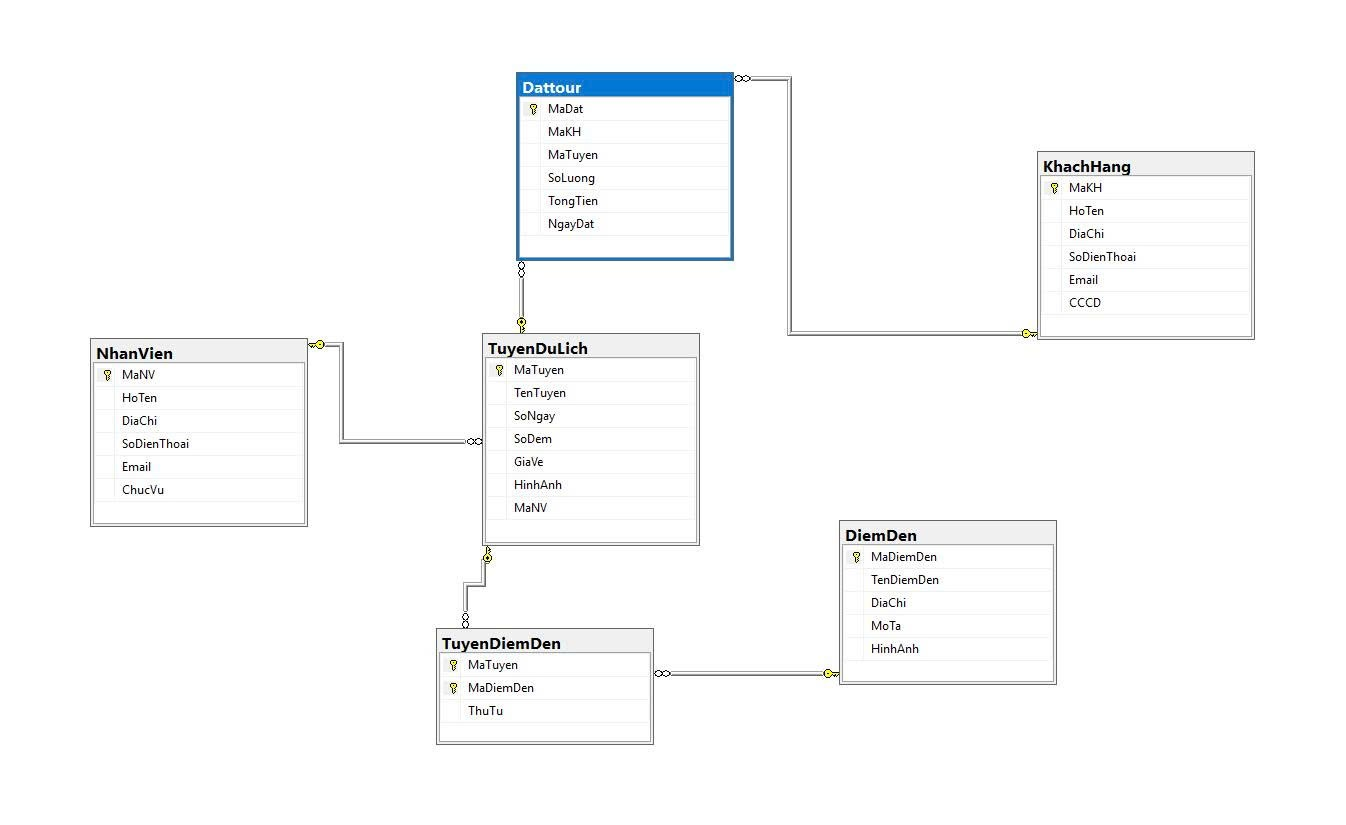 Dattour
MaDat
MaKH
MaTuyen
SoLuong
TongTien
NgayDat
KhachHang
MaKH
HoTen
DiaChi
SoDienThoai
Email
CCCD
NhanVien
MaNV
HoTen
DiaChi
SoDienThoai
Email
ChucVu
TuyenDuLich
MaTuyen
TenTuyen
SoNgay
SoDem
GiaVe
HinhAnh
MaNV
DiemDen
MaDiemDen
TenDiemDen
DiaChi
MoTa
HinhAnh
TuyenDiemDen
MaTuyen
MaDiemDen
ThuTu